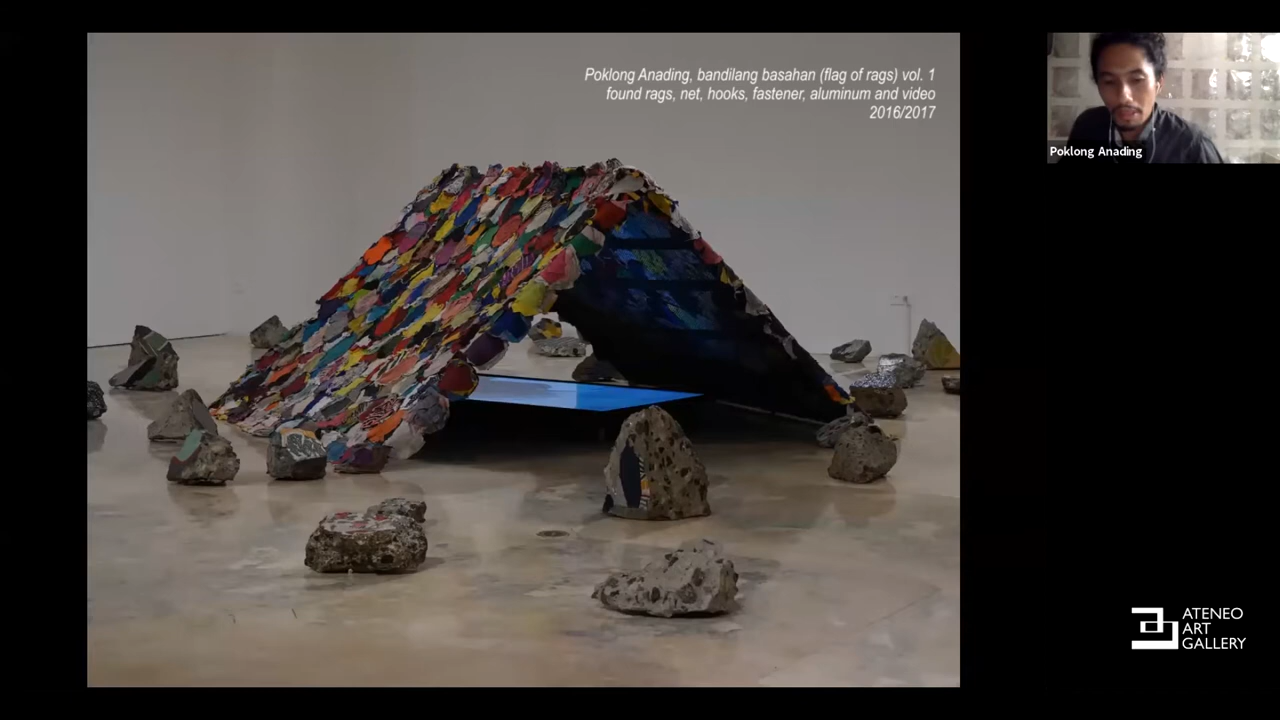 Poklong Anading, bandilang basahan (flag of rags) vol. 1
found rags, net, hooks, fastener, aluminum and video
2016/2017
Poklong Anading
ATENEO
ART
GALLERY